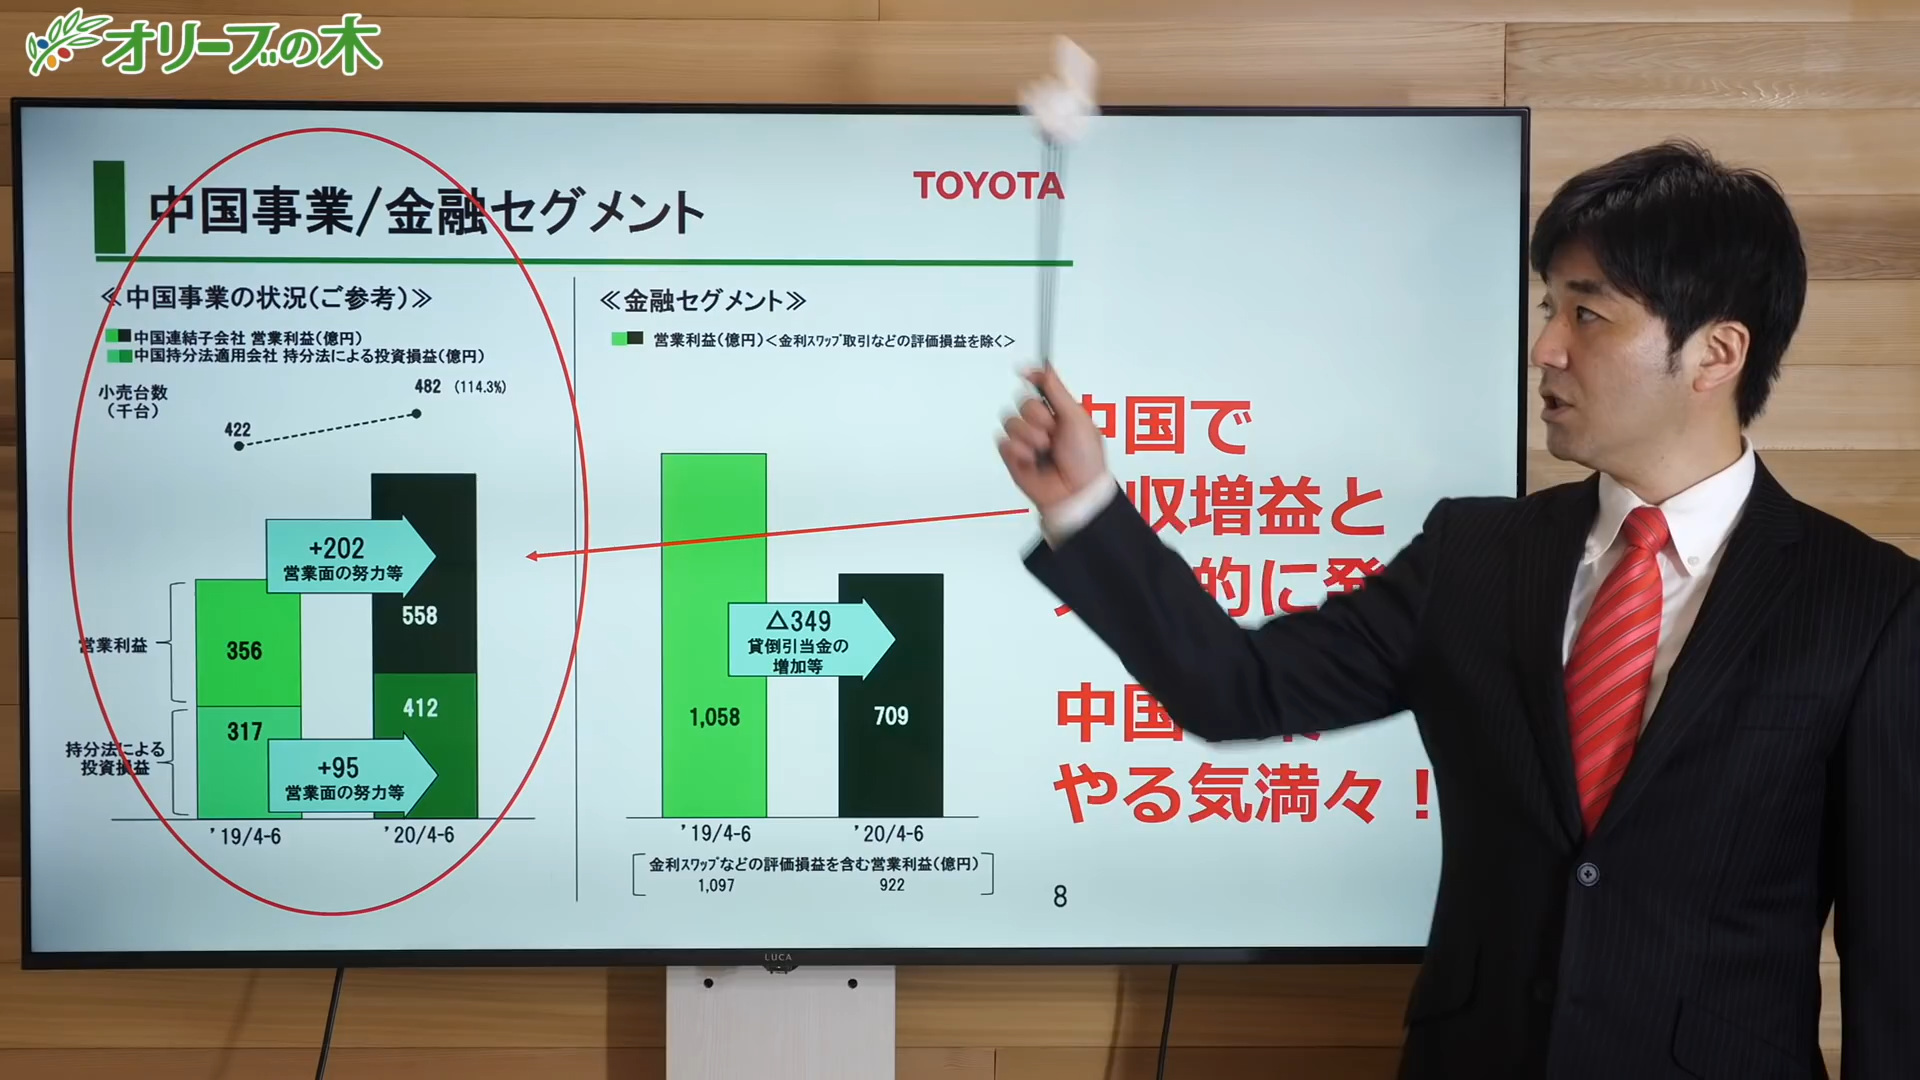 オリーブの木
中国事業/金融セグメント
TOYOTA
≪中国事業の状況(ご参考)≫
中国連結子会社 営業利益(億円)
中国持分法適用会社 持分法による投資損益(億円)
小売台数
(千台)
422
482 (114.3%)
+202
営業面の努力等
558
営業利益
356
412
317
持分法による
投資損益
+95
営業面の努力等
'19/4-6
'20/4-6
≪金融セグメント≫
営業利益(億円)<金利スワップ取引などの評価損益を除く>
△349
貸倒引当金の
増加等
1,058
709
'19/4-6
'20/4-6
金利スワップなどの評価損益を含む営業利益(億円)
1,097
922
8
中国で
収増益と
的に発
中国
やる気満々!
LUCA